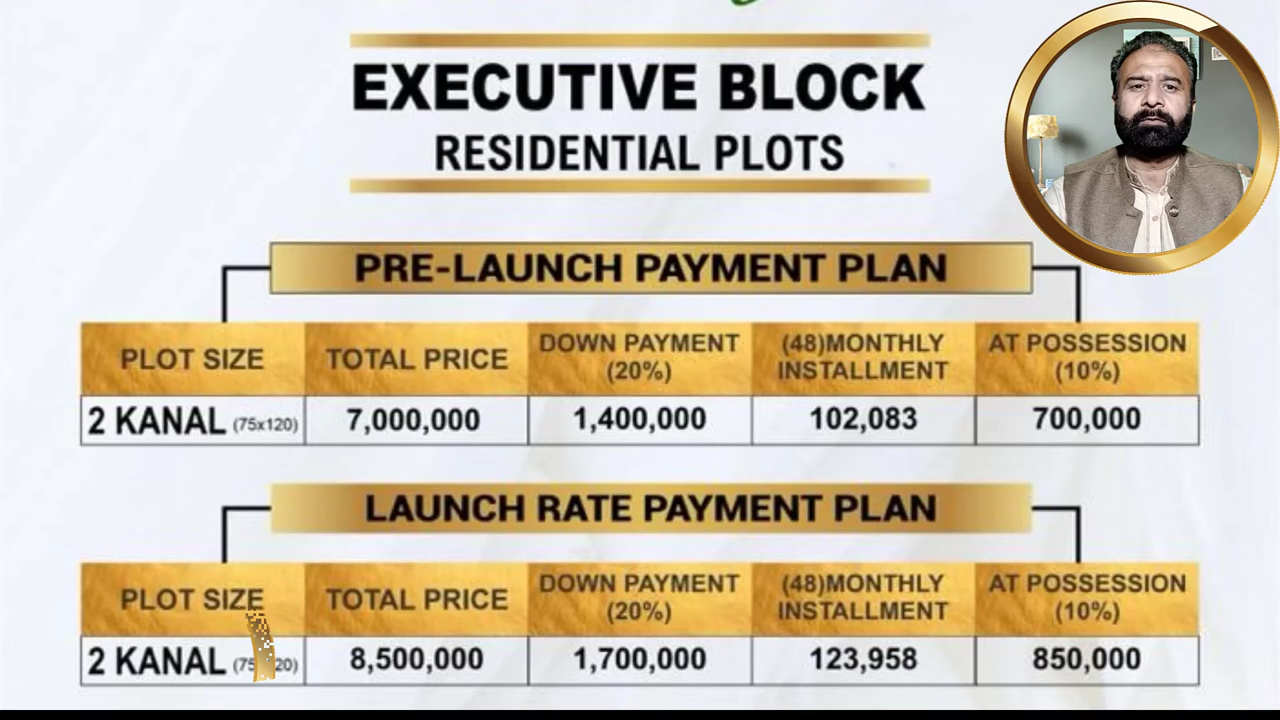 EXECUTIVE BLOCK
RESIDENTIAL PLOTS
PRE-LAUNCH PAYMENT PLAN
PLOT SIZE TOTAL PRICE DOWN PAYMENT (20%) (48)MONTHLY INSTALLMENT AT POSSESSION (10%)
2 KANAL (75x120) 7,000,000 1,400,000 102,083 700,000
LAUNCH RATE PAYMENT PLAN
PLOT SIZE TOTAL PRICE DOWN PAYMENT (20%) (48)MONTHLY INSTALLMENT AT POSSESSION (10%)
2 KANAL 8,500,000 1,700,000 123,958 850,000